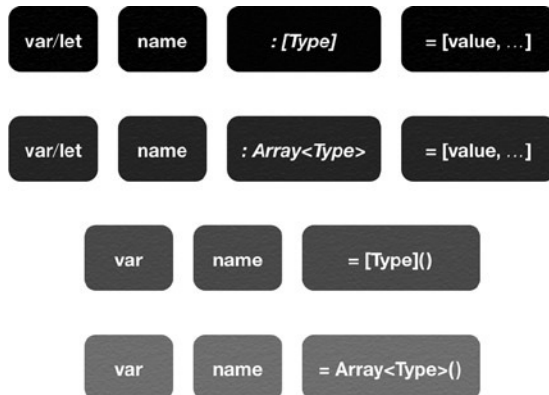 var/let name : [Type] = [value, ...]
var/let name : Array<Type> = [value, ...]
var name = [Type]()
var name = Array<Type>()